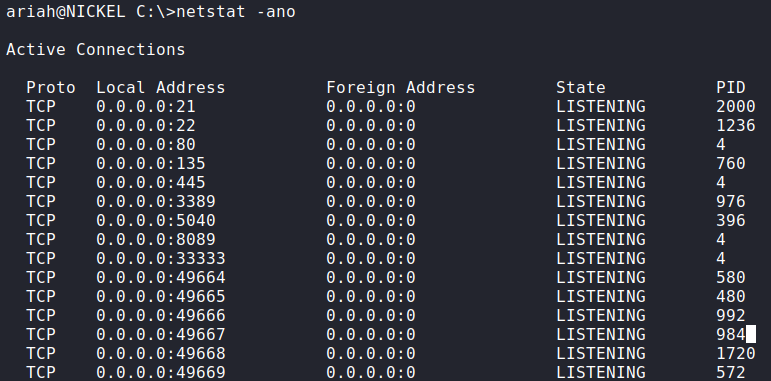 ariah@NICKEL C:\>netstat -ano
Active Connections
Proto  Local Address          Foreign Address        State           PID
TCP    0.0.0.0:21             0.0.0.0:0              LISTENING       2000
TCP    0.0.0.0:22             0.0.0.0:0              LISTENING       1236
TCP    0.0.0.0:80             0.0.0.0:0              LISTENING       4
TCP    0.0.0.0:135            0.0.0.0:0              LISTENING       760
TCP    0.0.0.0:445            0.0.0.0:0              LISTENING       4
TCP    0.0.0.0:3389           0.0.0.0:0              LISTENING       976
TCP    0.0.0.0:5040           0.0.0.0:0              LISTENING       396
TCP    0.0.0.0:8089           0.0.0.0:0              LISTENING       4
TCP    0.0.0.0:33333          0.0.0.0:0              LISTENING       4
TCP    0.0.0.0:49664          0.0.0.0:0              LISTENING       580
TCP    0.0.0.0:49665          0.0.0.0:0              LISTENING       480
TCP    0.0.0.0:49666          0.0.0.0:0              LISTENING       992
TCP    0.0.0.0:49667          0.0.0.0:0              LISTENING       984
TCP    0.0.0.0:49668          0.0.0.0:0              LISTENING       1720
TCP    0.0.0.0:49669          0.0.0.0:0              LISTENING       572